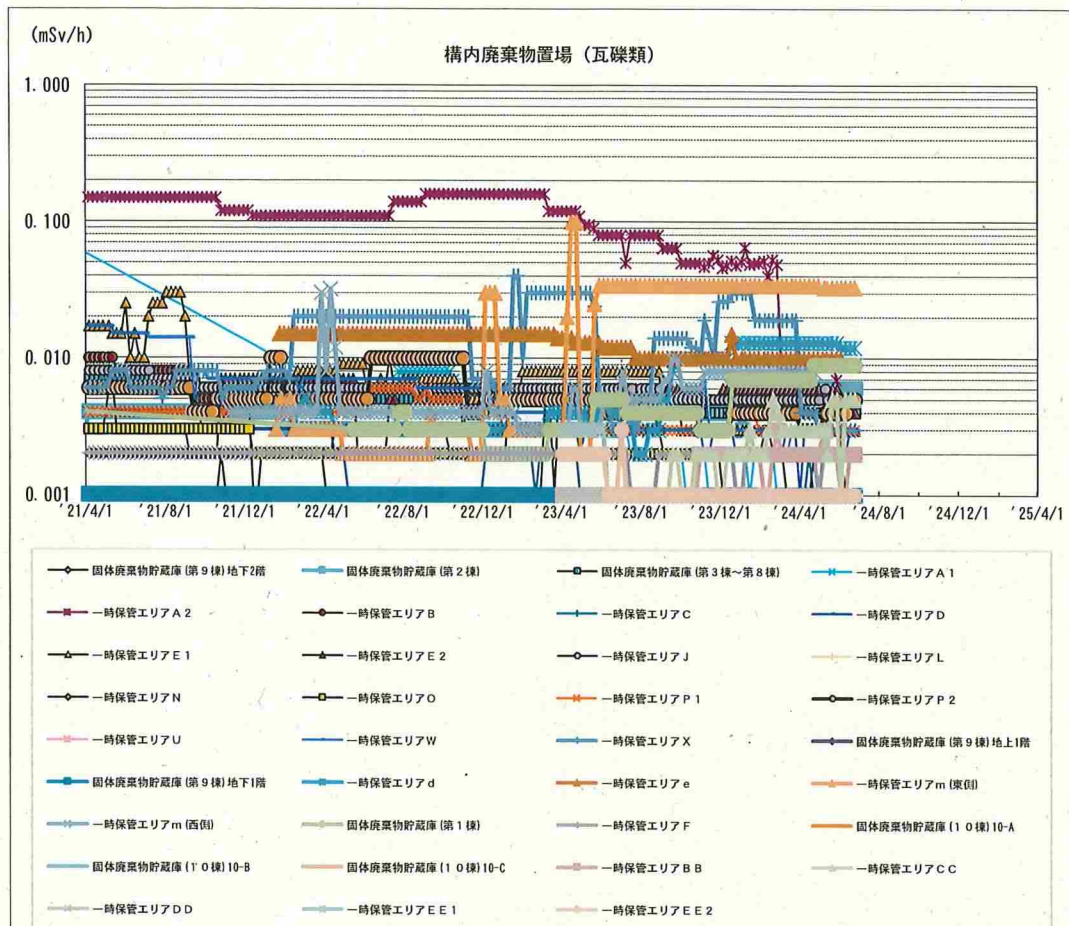 (mSv/h)
構内廃棄物置場 (瓦礫類)
1.000
0.100
0.010
0.001
'21/4/1 '21/8/1 '21/12/1 '22/4/1 '22/8/1 '22/12/1 '23/4/1 '23/8/1 '23/12/1 '24/4/1 '24/8/1 '24/12/1 '25/4/1
固体廃棄物貯蔵庫(第9棟)地下2階 固体廃棄物貯蔵庫(第2棟) 固体廃棄物貯蔵庫(第3棟～第8棟) 一時保管エリアA1
一時保管エリアA2 一時保管エリアB 一時保管エリアC 一時保管エリアD
一時保管エリアE1 一時保管エリアE2 一時保管エリアJ 一時保管エリアL
一時保管エリアN 一時保管エリアO 一時保管エリアP1 一時保管エリアP2
一時保管エリアU 一時保管エリアW 一時保管エリアX 固体廃棄物貯蔵庫(第9棟)地上1階
固体廃棄物貯蔵庫(第9棟)地下1階 一時保管エリアd 一時保管エリアe 一時保管エリアm(東側)
一時保管エリアm(西側) 固体廃棄物貯蔵庫(第1棟) 一時保管エリアF 固体廃棄物貯蔵庫(10棟)10-A
固体廃棄物貯蔵庫(10棟)10-B 固体廃棄物貯蔵庫(10棟)10-C 一時保管エリアBB 一時保管エリアCC
一時保管エリアDD 一時保管エリアEE1 一時保管エリアEE2